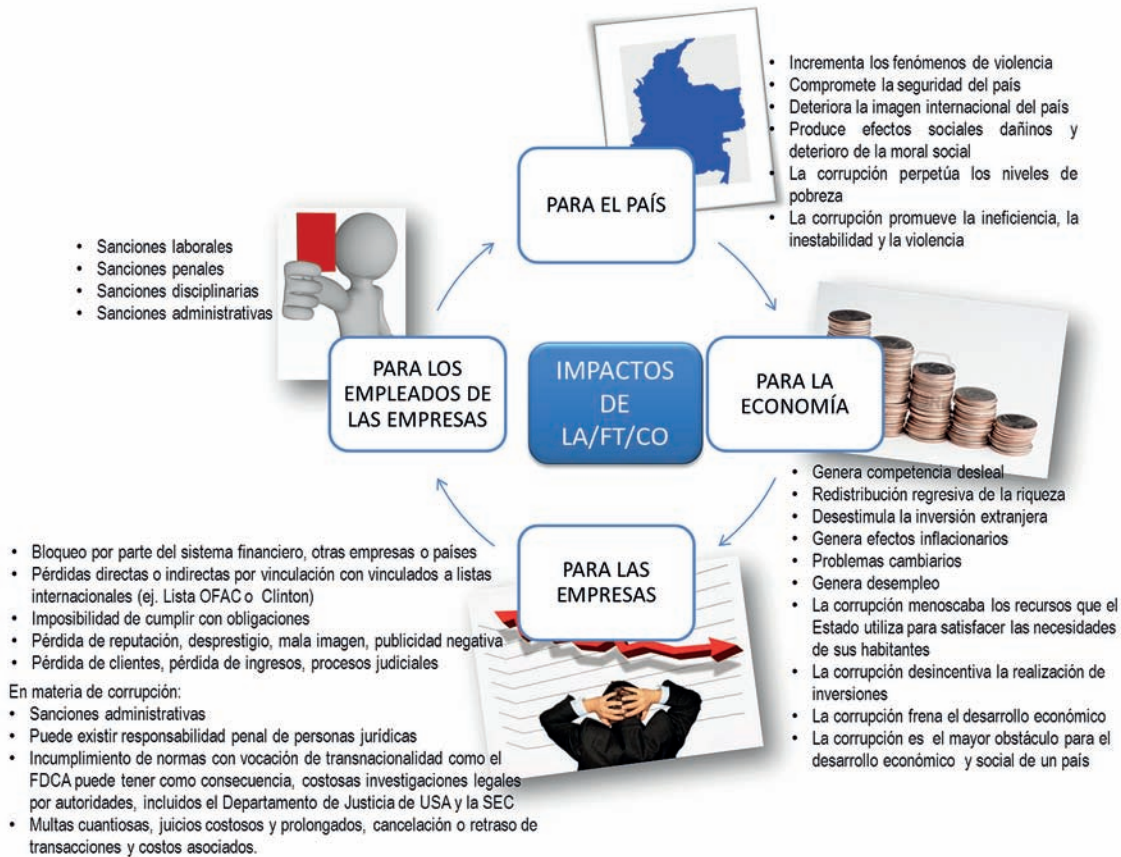 • Incrementa los fenómenos de violencia
• Compromete la seguridad del país
• Deteriora la imagen internacional del país
• Produce efectos sociales dañinos y
deterioro de la moral social
• La corrupción perpetúa los niveles de
pobreza
• La corrupción promueve la ineficiencia, la
inestabilidad y la violencia
PARA EL PAÍS
• Sanciones laborales
• Sanciones penales
• Sanciones disciplinarias
• Sanciones administrativas
PARA LOS
EMPLEADOS DE
LAS EMPRESAS
IMPACTOS
DE
LA/FT/CO
PARA LA
ECONOMÍA
• Genera competencia desleal
• Redistribución regresiva de la riqueza
• Desestimula la inversión extranjera
• Genera efectos inflacionarios
• Problemas cambiarios
• Genera desempleo
• La corrupción menoscaba los recursos que el
Estado utiliza para satisfacer las necesidades
de sus habitantes
• La corrupción desincentiva la realización de
inversiones
• La corrupción frena el desarrollo económico
• La corrupción es el mayor obstáculo para el
desarrollo económico y social de un país
PARA LAS
EMPRESAS
• Bloqueo por parte del sistema financiero, otras empresas o países
• Pérdidas directas o indirectas por vinculación con vinculados a listas
internacionales (ej. Lista OFAC o Clinton)
• Imposibilidad de cumplir con obligaciones
• Pérdida de reputación, desprestigio, mala imagen, publicidad negativa
• Pérdida de clientes, pérdida de ingresos, procesos judiciales
En materia de corrupción:
• Sanciones administrativas
• Puede existir responsabilidad penal de personas jurídicas
• Incumplimiento de normas con vocación de transnacionalidad como el
FDCA puede tener como consecuencia, costosas investigaciones legales
por autoridades, incluidos el Departamento de Justicia de USA y la SEC
• Multas cuantiosas, juicios costosos y prolongados, cancelación o retraso de
transacciones y costos asociados.